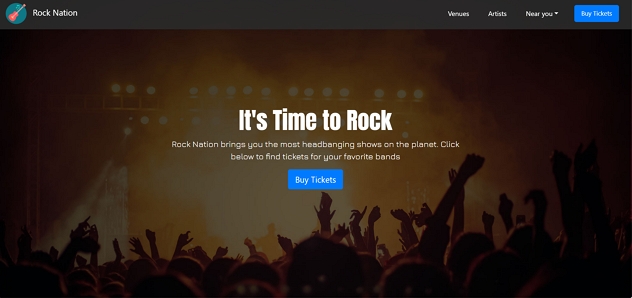 Rock Nation
Venues
Artists
Near you
Buy Tickets
It's Time to Rock
Rock Nation brings you the most headbanging shows on the planet. Click
below to find tickets for your favorite bands
Buy Tickets